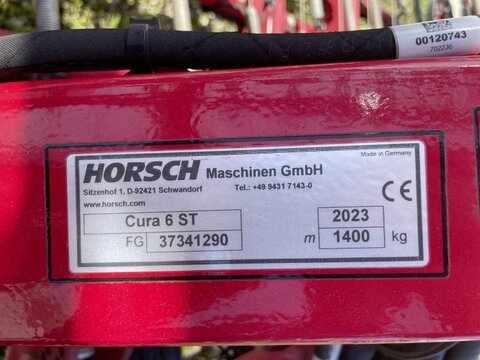 00120743
702236
HORSCH Maschinen GmbH
Made in Germany
Sitzenhof 1, D-92421 Schwandorf
Tel.: +49 9431 7143-0
www.horsch.com
CE
Cura 6 ST
2023
FG 37341290
m 1400 kg